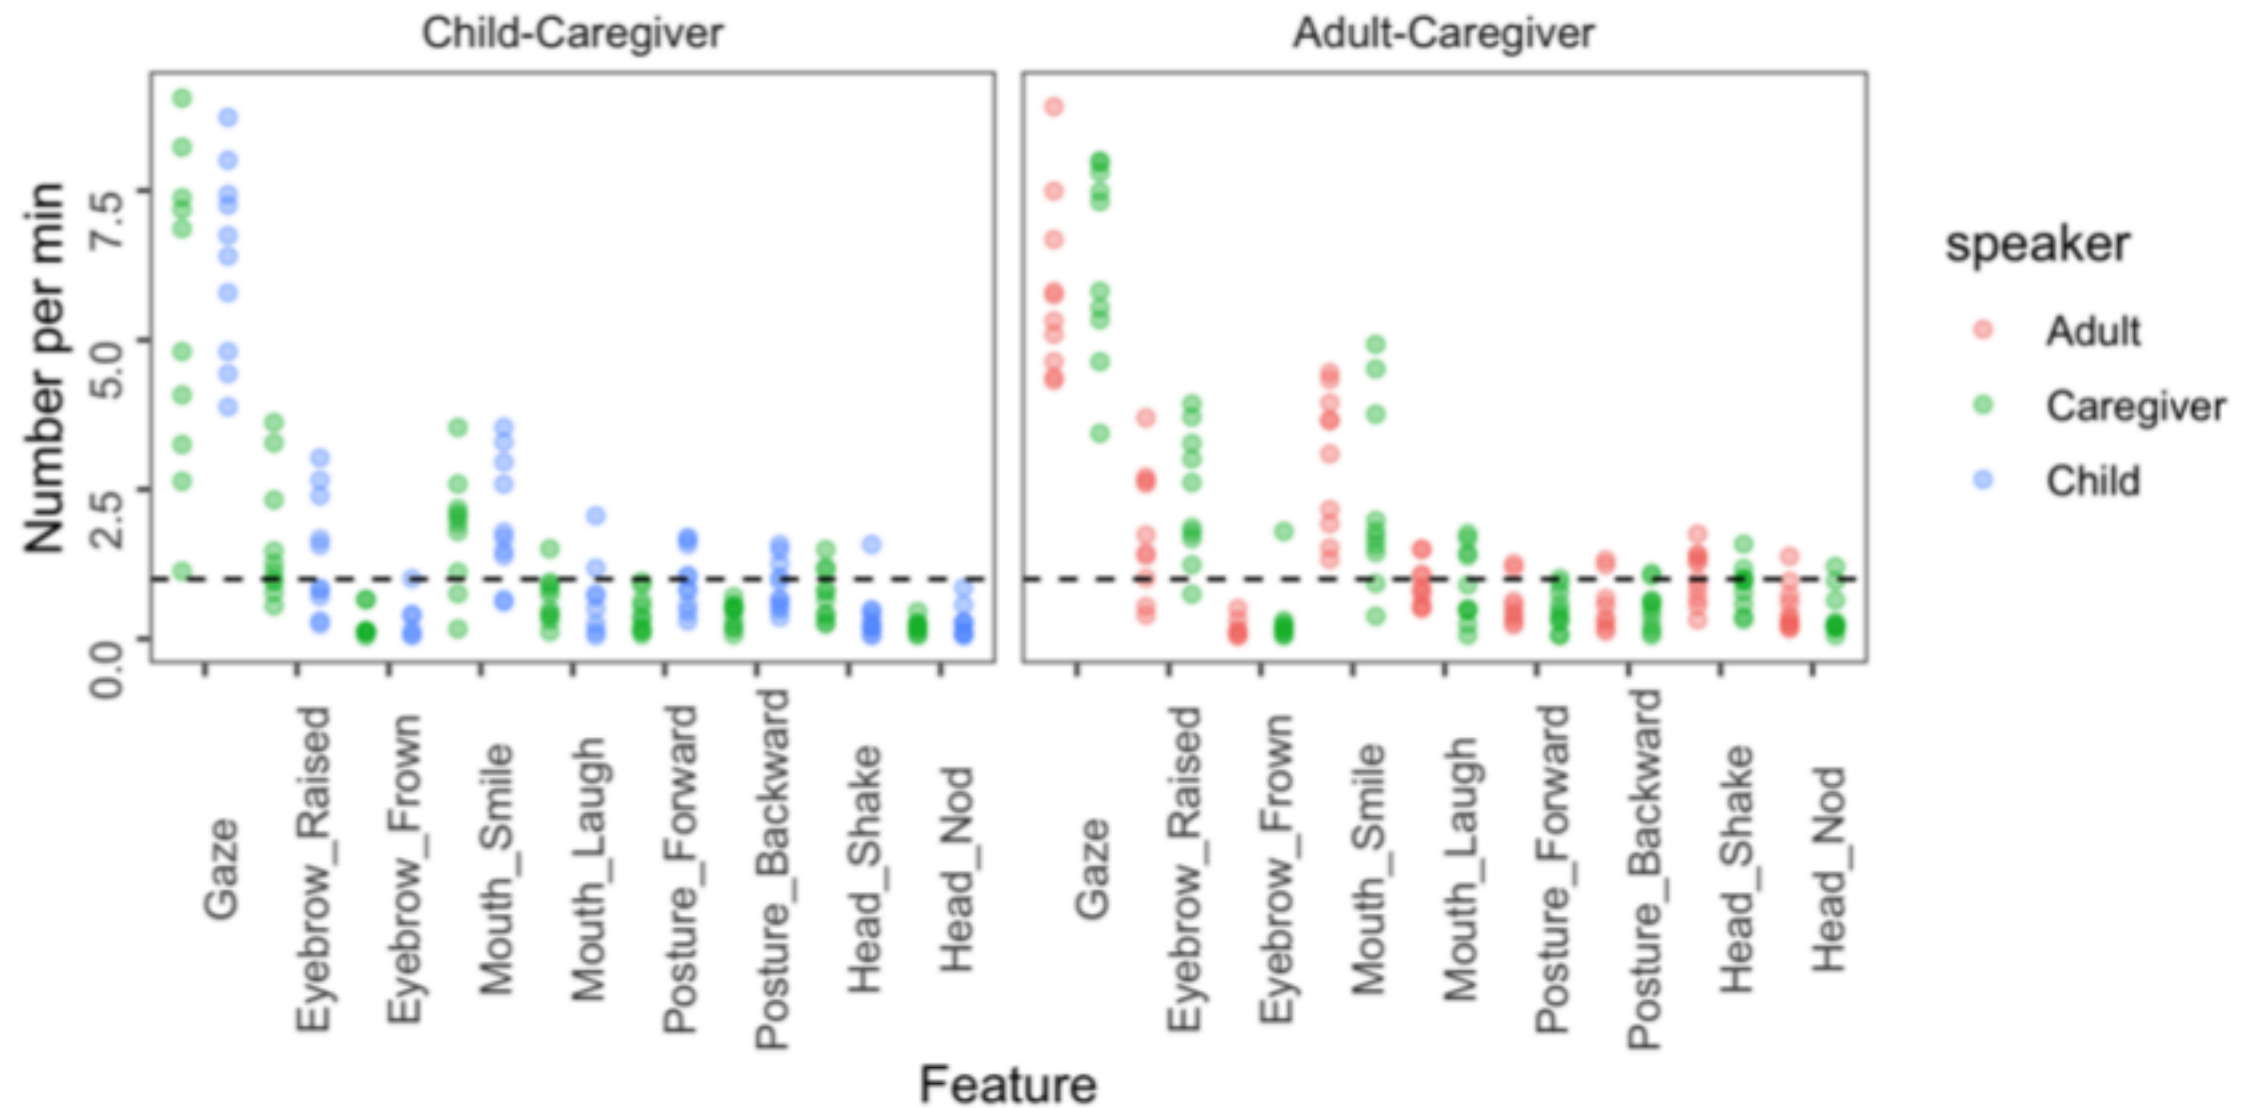 Child-Caregiver
Adult-Caregiver
Number per min
7.5
5.0
2.5
0.0
Gaze
Eyebrow_Raised
Eyebrow_Frown
Mouth_Smile
Mouth_Laugh
Posture_Forward
Posture_Backward
Head_Shake
Head_Nod
Gaze
Eyebrow_Raised
Eyebrow_Frown
Mouth_Smile
Mouth_Laugh
Posture_Forward
Posture_Backward
Head_Shake
Head_Nod
Feature
speaker
Adult
Caregiver
Child